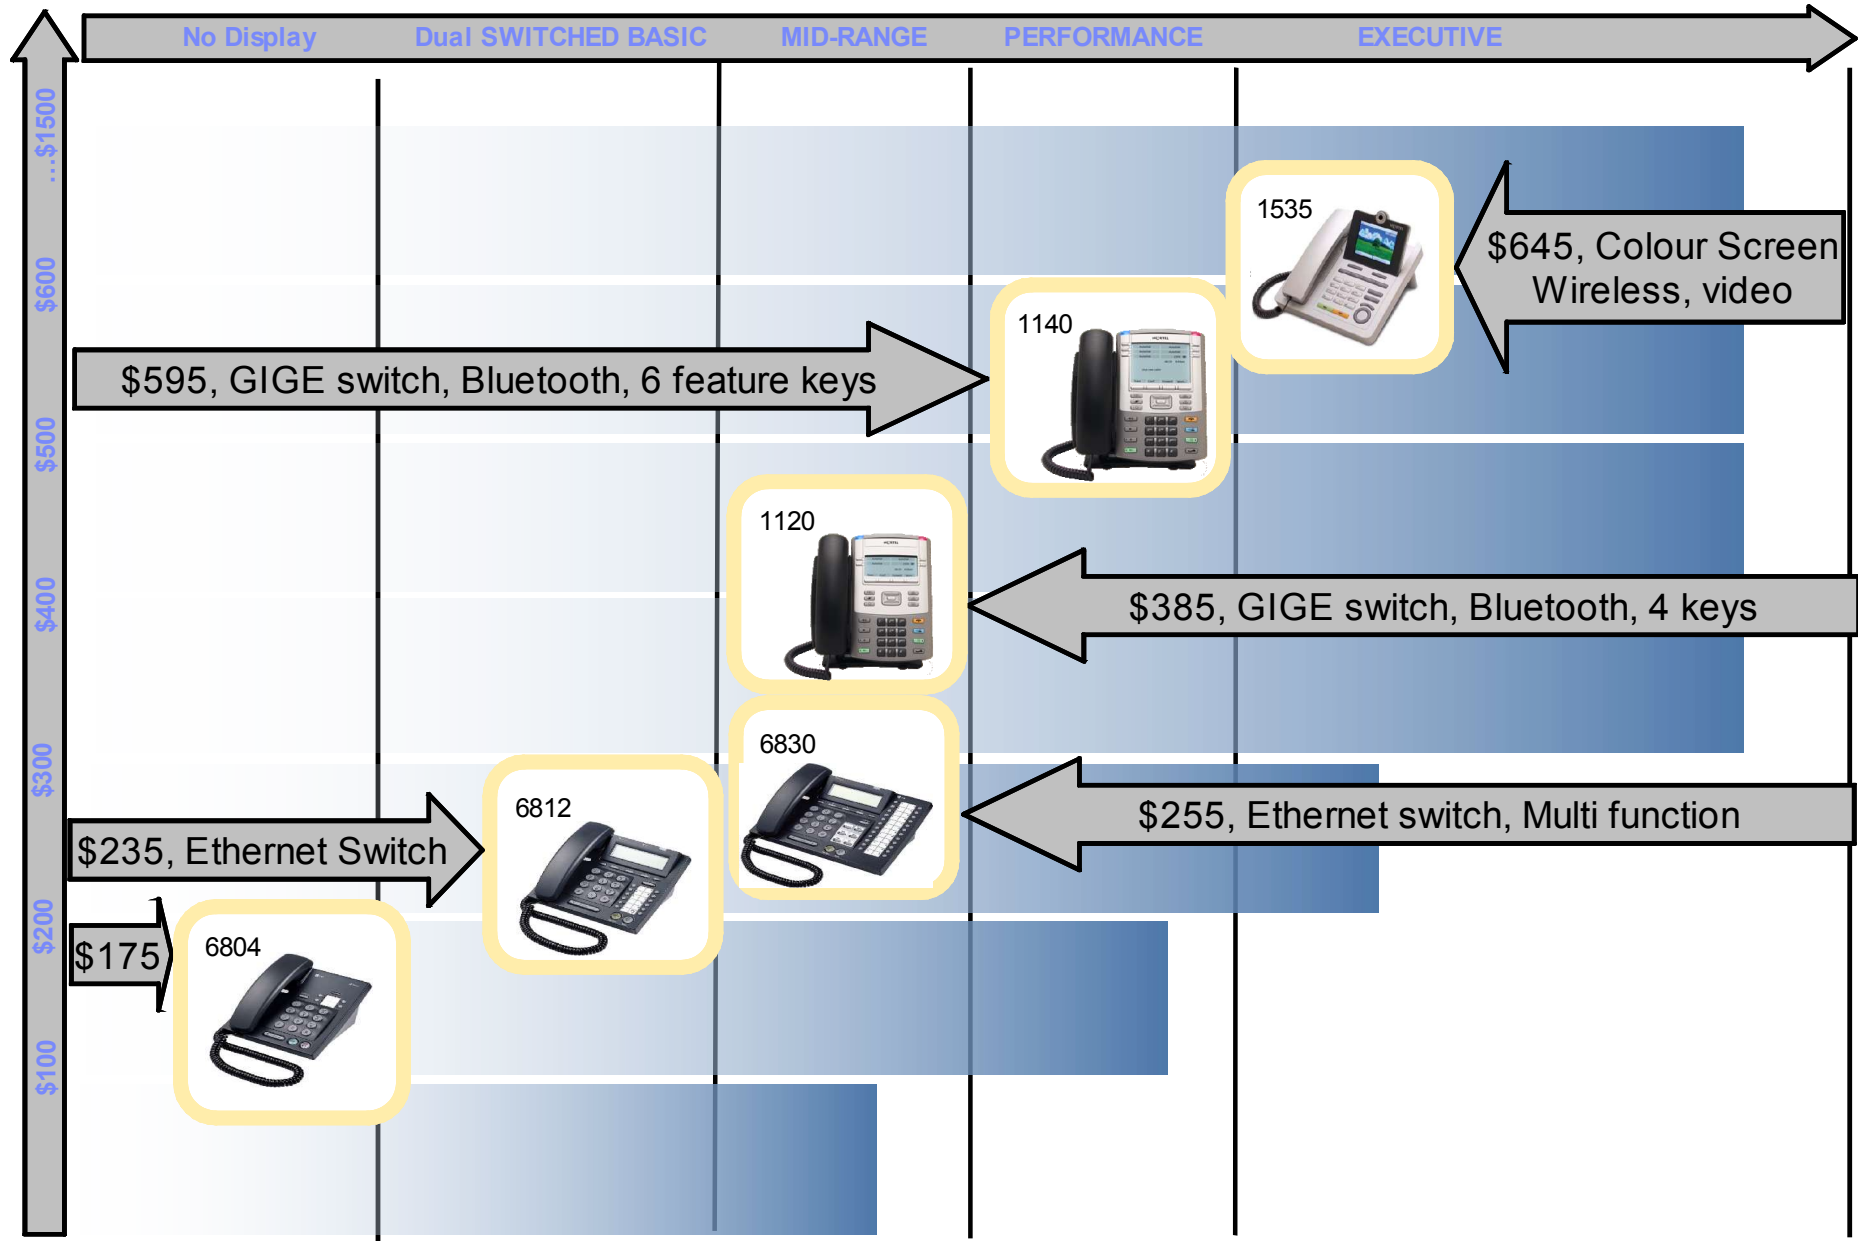 No Display
Dual SWITCHED BASIC
MID-RANGE
PERFORMANCE
EXECUTIVE
...$1500
$600
$500
$400
$300
$200
$100
1535
$645, Colour Screen
Wireless, video
1140
$595, GIGE switch, Bluetooth, 6 feature keys
1120
$385, GIGE switch, Bluetooth, 4 keys
6830
$255, Ethernet switch, Multi function
6812
$235, Ethernet Switch
6804
$175